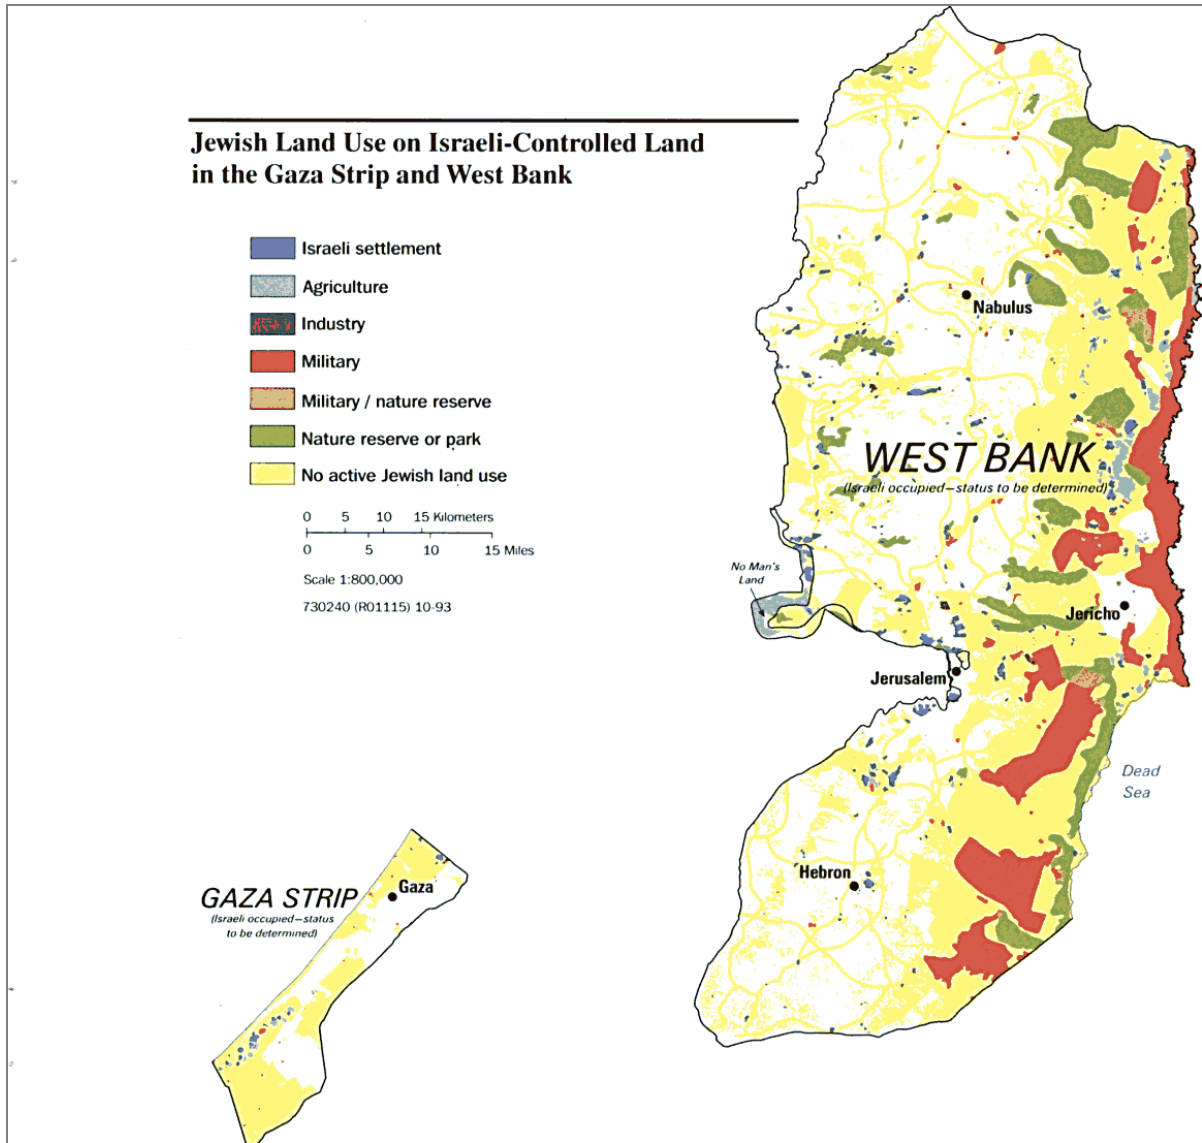 Jewish Land Use on Israeli-Controlled Land
in the Gaza Strip and West Bank
Israeli settlement
Agriculture
Industry
Military
Military / nature reserve
Nature reserve or park
No active Jewish land use
0 5 10 15 Kilometers
0 5 10 15 Miles
Scale 1:800,000
730240 (R01115) 10-93
Nabulus
WEST BANK
(Israeli occupied—status to be determined)
No Man's
Land
Jericho
Jerusalem
Dead
Sea
Hebron
GAZA STRIP
(Israeli occupied—status
to be determined)
Gaza